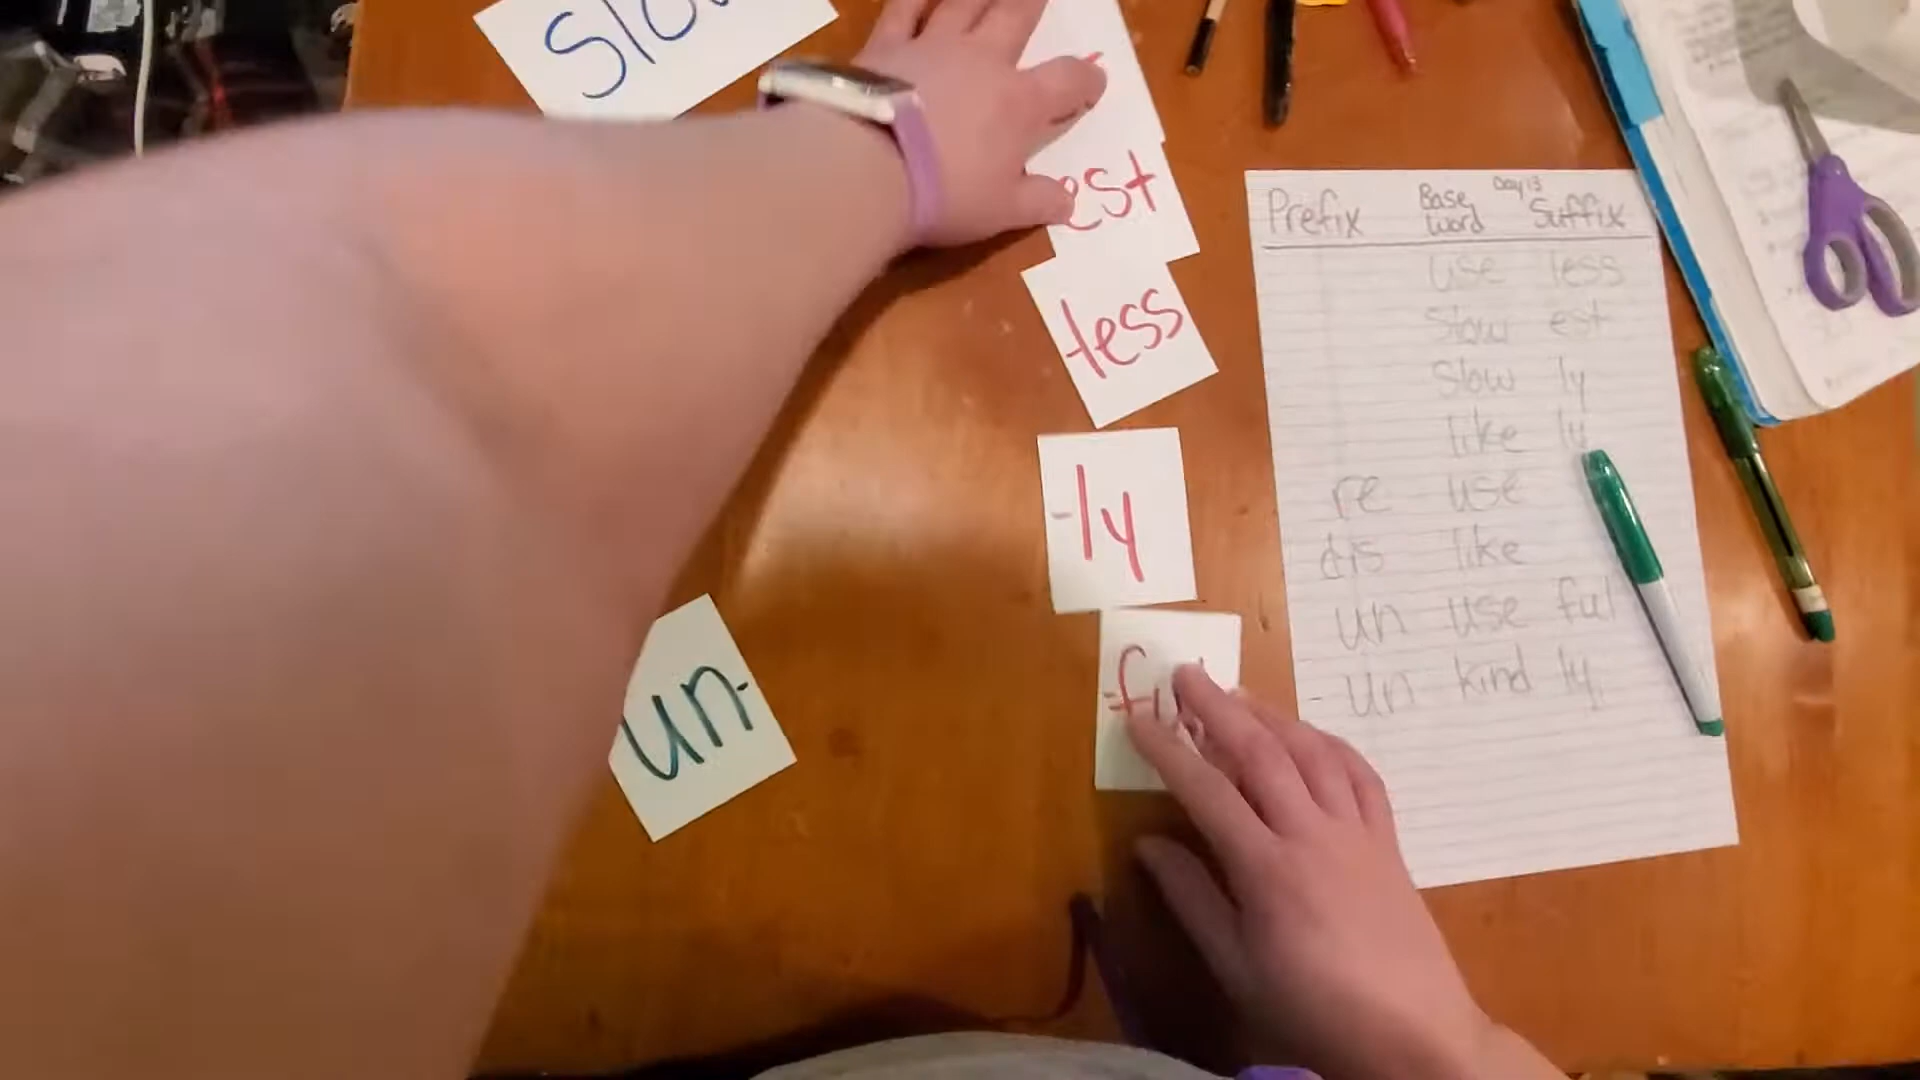 slow
est
-less
-ly
un-
Day 13
Prefix Base Word Suffix
use less
slow est
slow ly
like ly
re use
dis like
un use ful
- un kind ly